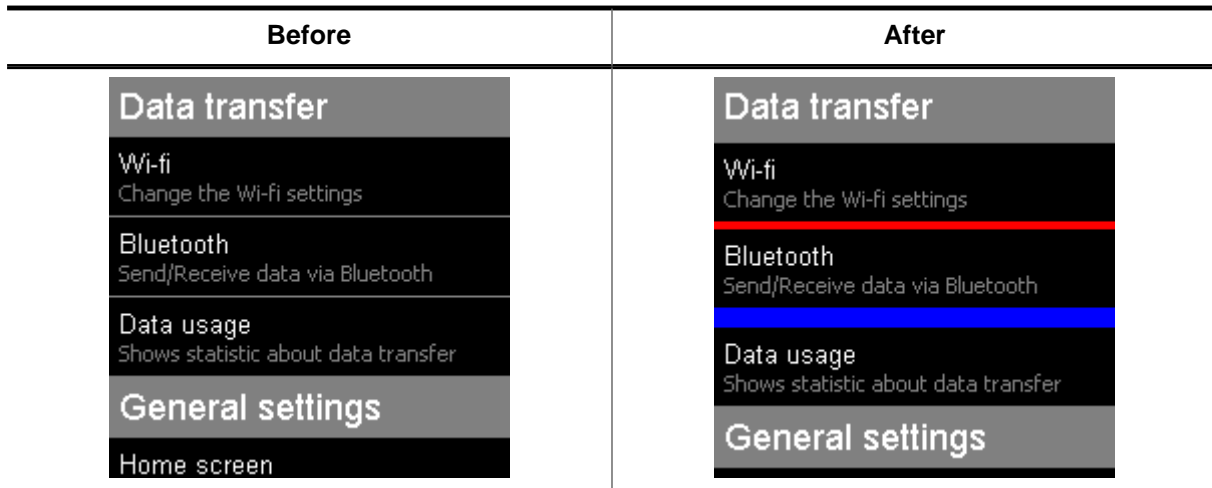 Before
After
Data transfer
Wi-fi
Change the Wi-fi settings
Bluetooth
Send/Receive data via Bluetooth
Data usage
Shows statistic about data transfer
General settings
Home screen
Data transfer
Wi-fi
Change the Wi-fi settings
Bluetooth
Send/Receive data via Bluetooth
Data usage
Shows statistic about data transfer
General settings